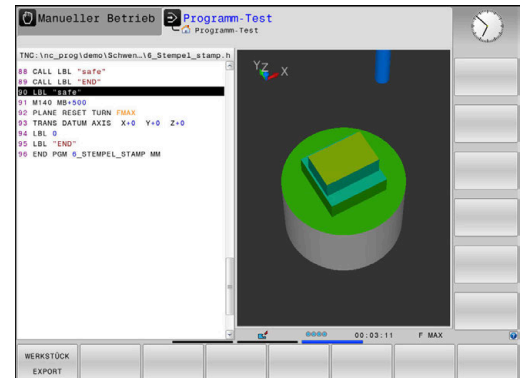 Manueller Betrieb
Programm-Test
Programm-Test
TNC:\nc_prog\demo\Schwen…\6_Stempel_stamp.h
88 CALL LBL "safe"
89 CALL LBL "END"
90 LBL "safe"
91 M140 MB+500
92 PLANE RESET TURN FMAX
93 TRANS DATUM AXIS X+0 Y+0 Z+0
94 LBL 0
95 LBL "END"
96 END PGM 6_STEMPEL_STAMP MM
Y Z X
00:03:11 F MAX
WERKSTÜCK
EXPORT